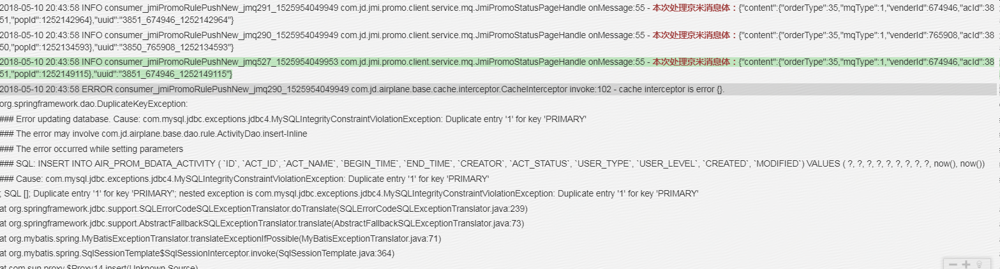 2018-05-10 20:43:58 INFO consumer_jmiPromoRulePushNew_jmq291_1525954049949 com.jd.jmi.promo.client.service.mq.JmiPromoStatusPageHandle onMessage:55 - 本次处理京米消息体：{"content":{"orderType":35,"mqType":1,"venderId":674946,"acId":38
51,"popId":1252142964},"uuid":"3851_674946_1252142964"}
2018-05-10 20:43:58 INFO consumer_jmiPromoRulePushNew_jmq290_1525954049949 com.jd.jmi.promo.client.service.mq.JmiPromoStatusPageHandle onMessage:55 - 本次处理京米消息体：{"content":{"orderType":35,"mqType":1,"venderId":765908,"acId":38
50,"popId":1252134593},"uuid":"3850_765908_1252134593"}
2018-05-10 20:43:58 INFO consumer_jmiPromoRulePushNew_jmq527_1525954049953 com.jd.jmi.promo.client.service.mq.JmiPromoStatusPageHandle onMessage:55 - 本次处理京米消息体：{"content":{"orderType":35,"mqType":1,"venderId":674946,"acId":38
51,"popId":1252149115},"uuid":"3851_674946_1252149115"}
2018-05-10 20:43:58 ERROR consumer_jmiPromoRulePushNew_jmq290_1525954049949 com.jd.airplane.base.cache.interceptor.CacheInterceptor invoke:102 - cache interceptor is error {}.
org.springframework.dao.DuplicateKeyException:
### Error updating database. Cause: com.mysql.jdbc.exceptions.jdbc4.MySQLIntegrityConstraintViolationException: Duplicate entry '1' for key 'PRIMARY'
### The error may involve com.jd.airplane.base.dao.rule.ActivityDao.insert-Inline
### The error occurred while setting parameters
### SQL: INSERT INTO AIR_PROM_BDATA_ACTIVITY ( `ID`, `ACT_ID`, `ACT_NAME`, `BEGIN_TIME`, `END_TIME`, `CREATOR`, `ACT_STATUS`, `USER_TYPE`, `USER_LEVEL`, `CREATED`, `MODIFIED`) VALUES ( ?, ?, ?, ?, ?, ?, ?, ?, ?, now(), now())
### Cause: com.mysql.jdbc.exceptions.jdbc4.MySQLIntegrityConstraintViolationException: Duplicate entry '1' for key 'PRIMARY'
; SQL []; Duplicate entry '1' for key 'PRIMARY'; nested exception is com.mysql.jdbc.exceptions.jdbc4.MySQLIntegrityConstraintViolationException: Duplicate entry '1' for key 'PRIMARY'
at org.springframework.jdbc.support.SQLErrorCodeSQLExceptionTranslator.doTranslate(SQLErrorCodeSQLExceptionTranslator.java:239)
at org.springframework.jdbc.support.AbstractFallbackSQLExceptionTranslator.translate(AbstractFallbackSQLExceptionTranslator.java:73)
at org.mybatis.spring.MyBatisExceptionTranslator.translateExceptionIfPossible(MyBatisExceptionTranslator.java:71)
at org.mybatis.spring.SqlSessionTemplate$SqlSessionInterceptor.invoke(SqlSessionTemplate.java:364)
at com.sun.proxy.$Proxy14.insert(Unknown Source)